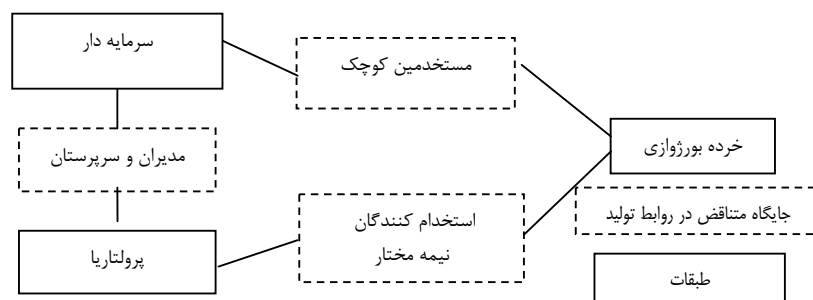 سرمایه دار
مستخدمین کوچک
خرده بورژوازی
مدیران و سرپرستان
جایگاه متناقض در روابط تولید
استخدام کنندگان
نیمه مختار
پرولتاریا
طبقات